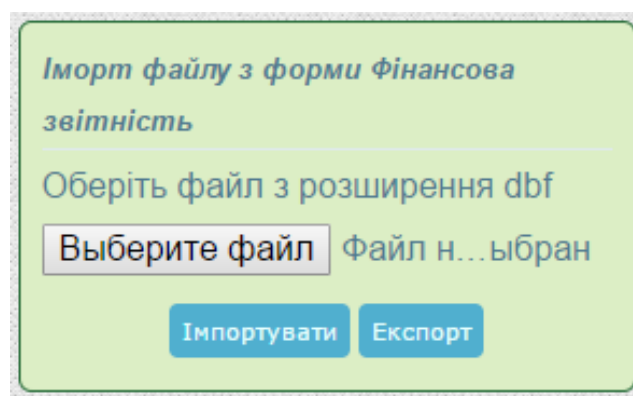 Іморт файлу з форми Фінансова
звітність
Оберіть файл з розширення dbf
Выберите файл Файл н...ыбран
Імпортувати Експорт